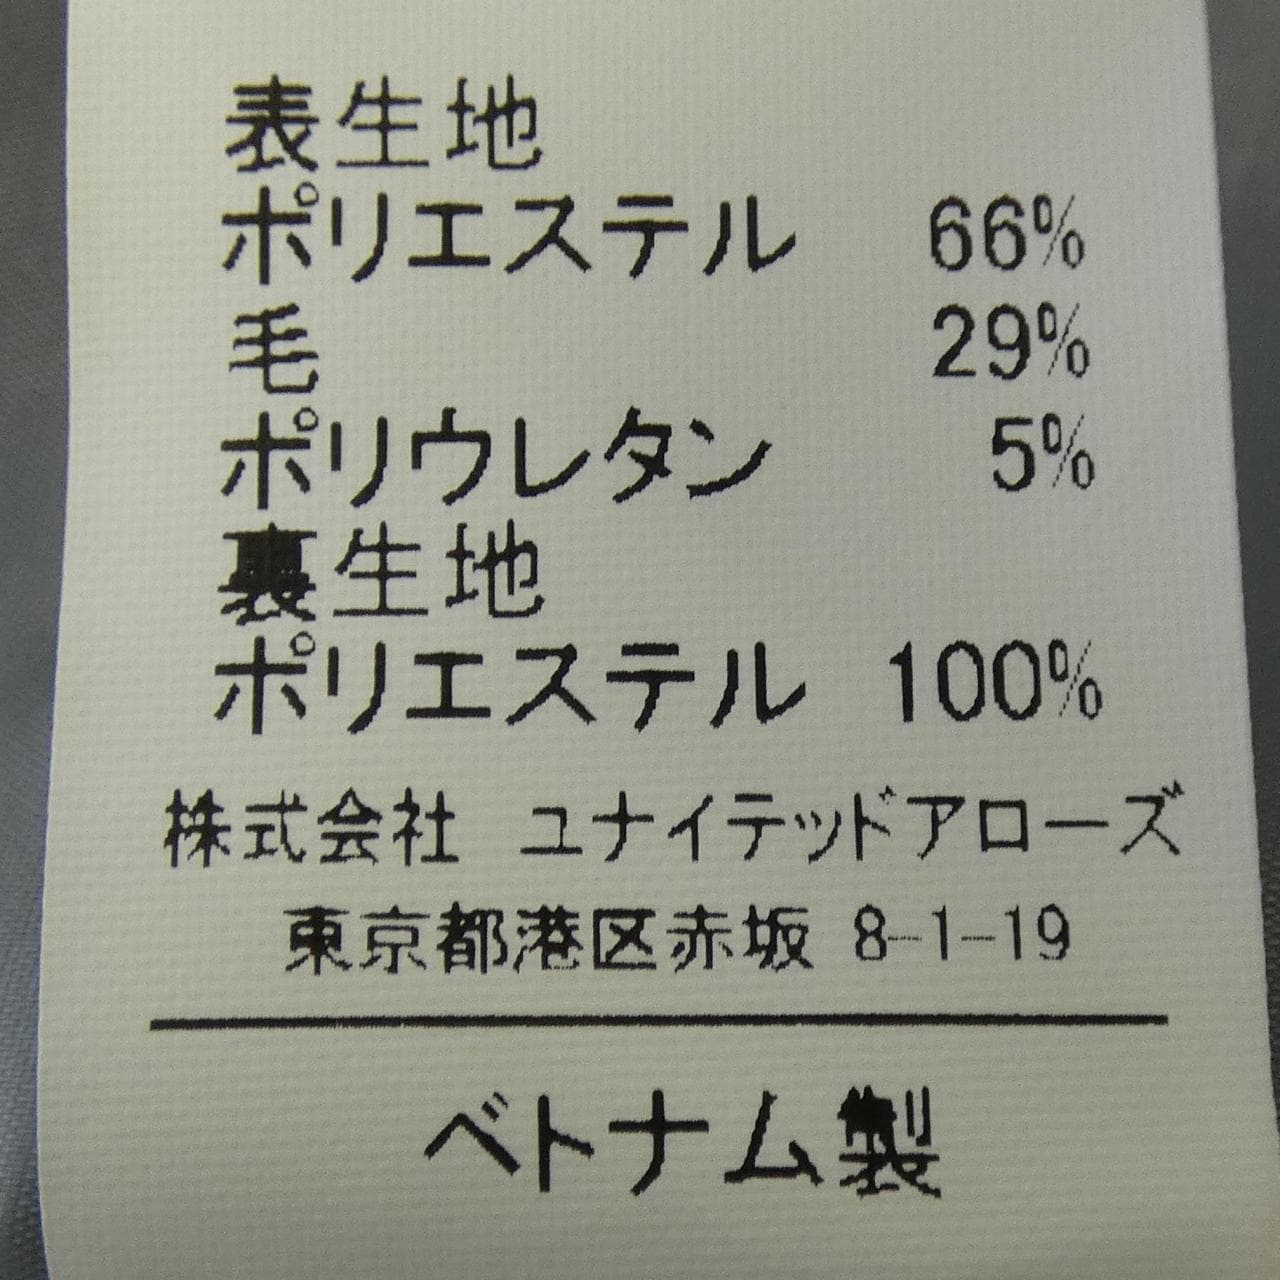 表生地
ポリエステル 66%
毛 29%
ポリウレタン 5%
裏生地
ポリエステル 100%
株式会社 ユナイテッドアローズ
東京都港区赤坂 8-1-19
ベトナム製